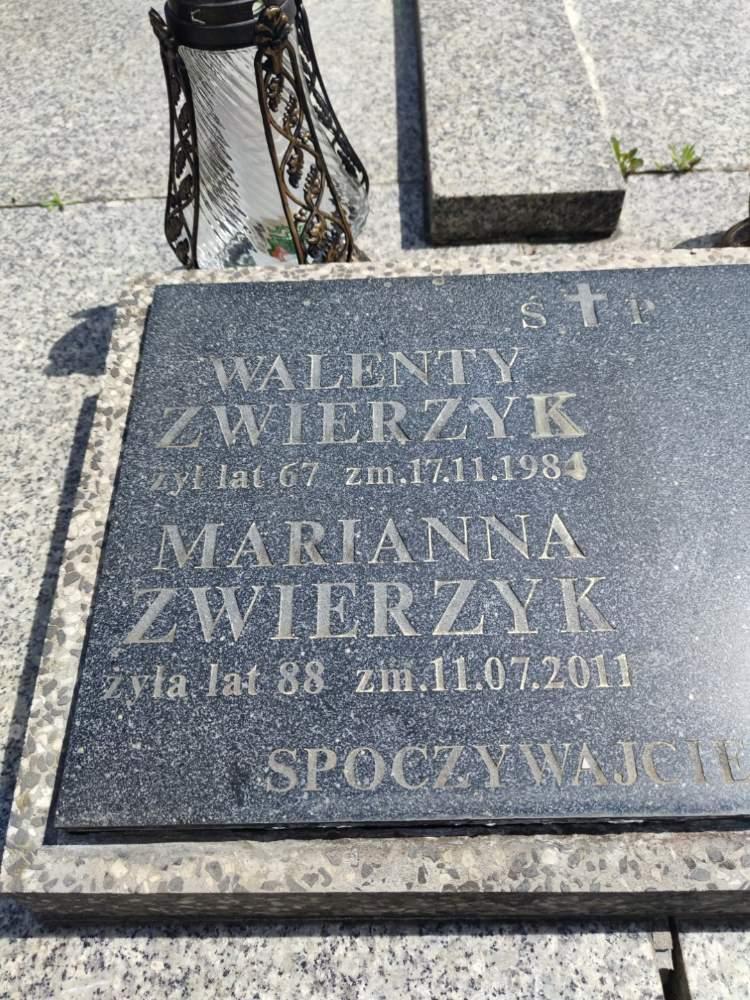 Ś P
WALENTY
ZWIERZYK
żył lat 67 zm.17.11.1984
MARIANNA
ZWIERZYK
żyła lat 88 zm.11.07.2011
SPOCZYWAJCIE